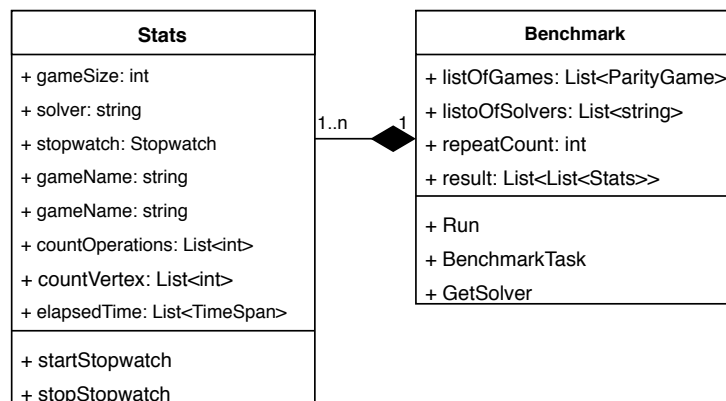 Stats
+ gameSize: int
+ solver: string
+ stopwatch: Stopwatch
+ gameName: string
+ gameName: string
+ countOperations: List<int>
+ countVertex: List<int>
+ elapsedTime: List<TimeSpan>
+ startStopwatch
+ stopStopwatch
1..n
1
Benchmark
+ listOfGames: List<ParityGame>
+ listoOfSolvers: List<string>
+ repeatCount: int
+ result: List<List<Stats>>
+ Run
+ BenchmarkTask
+ GetSolver